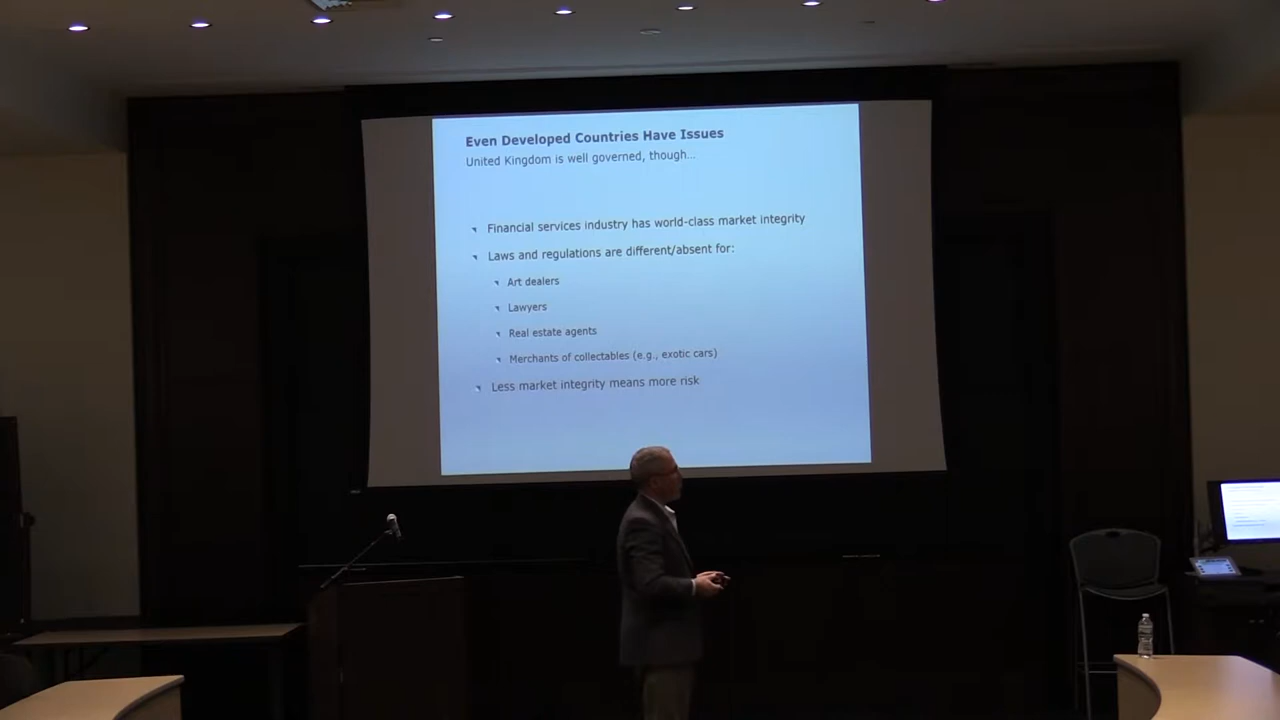 Even Developed Countries Have Issues
United Kingdom is well governed, though...
Financial services industry has world-class market integrity
Laws and regulations are different/absent for:
Art dealers
Lawyers
Real estate agents
Merchants of collectables (e.g., exotic cars)
Less market integrity means more risk